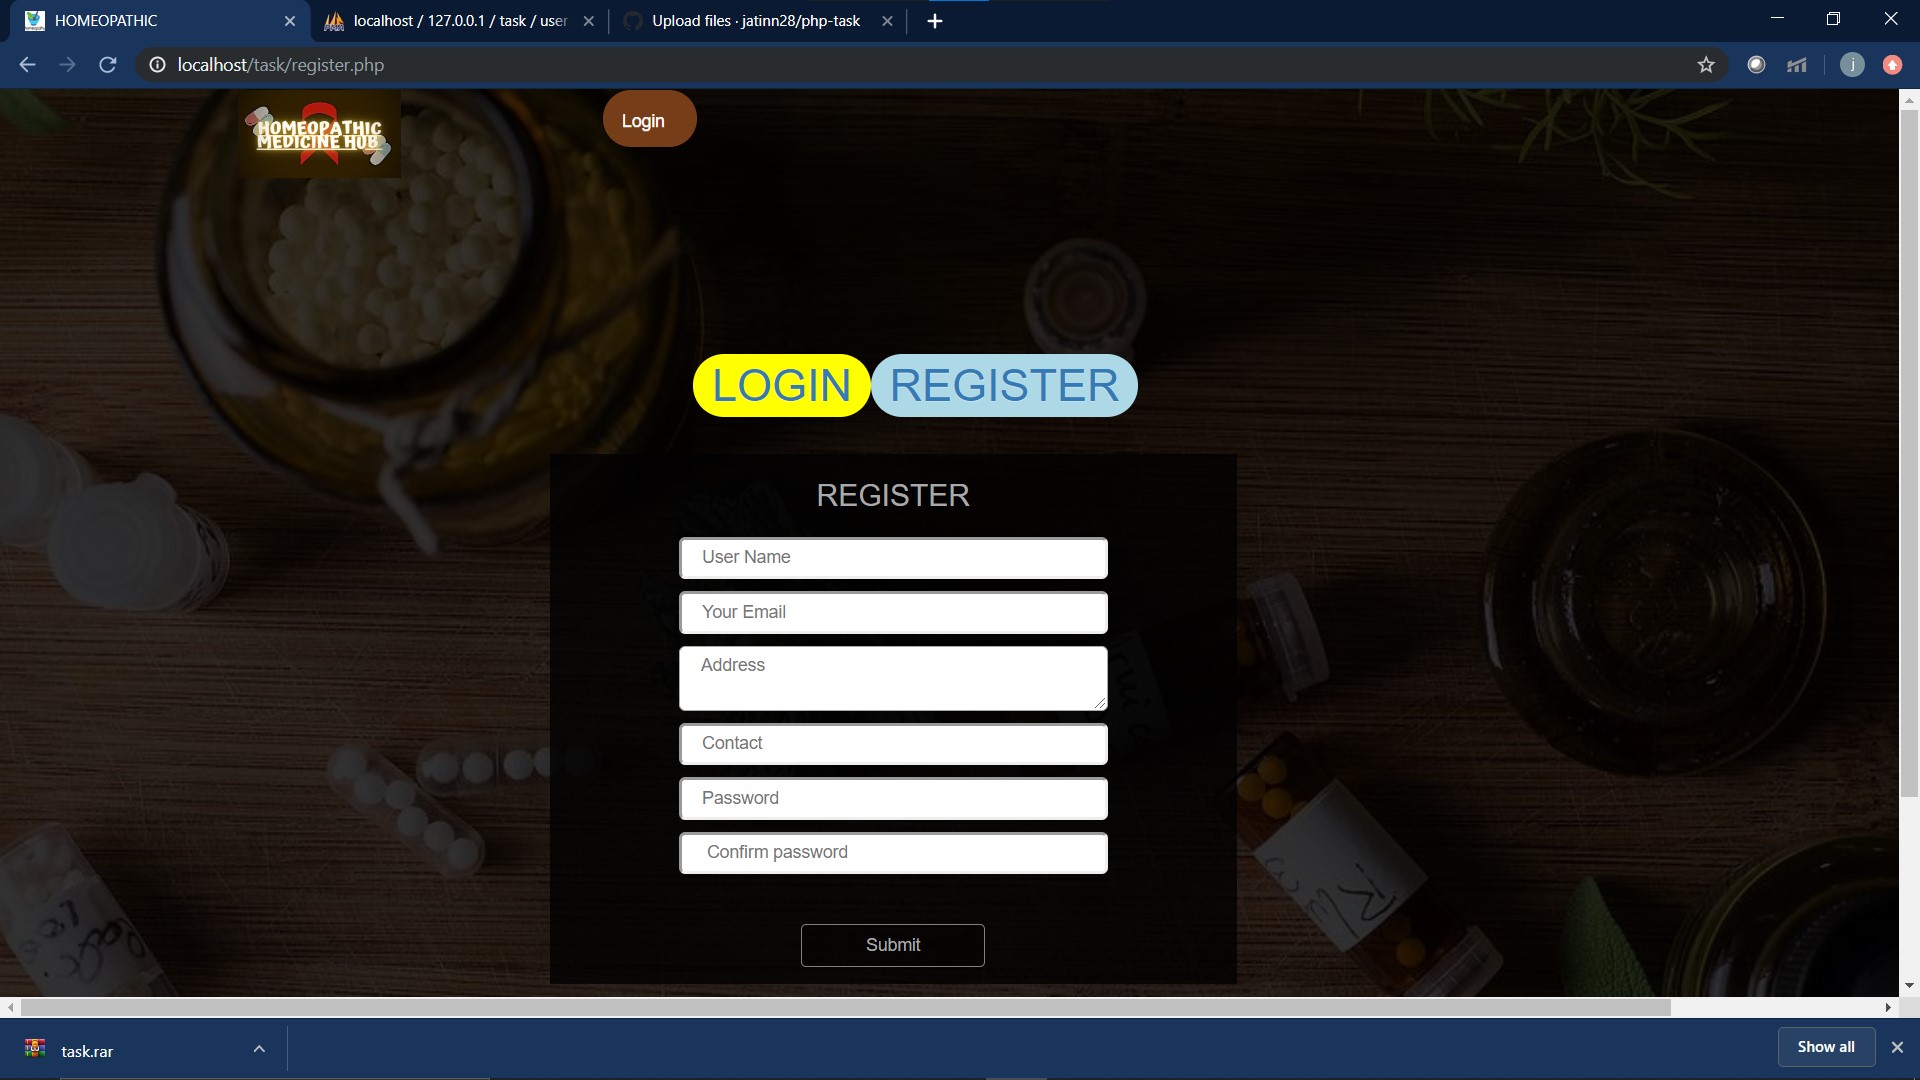 HOMEOPATHIC
localhost / 127.0.0.1 / task / user
Upload files · jatinn28/php-task
localhost/task/register.php
j
HOMEOPATHIC
MEDICINE HUB
Login
LOGIN
REGISTER
REGISTER
User Name
Your Email
Address
Contact
Password
Confirm password
Submit
task.rar
Show all